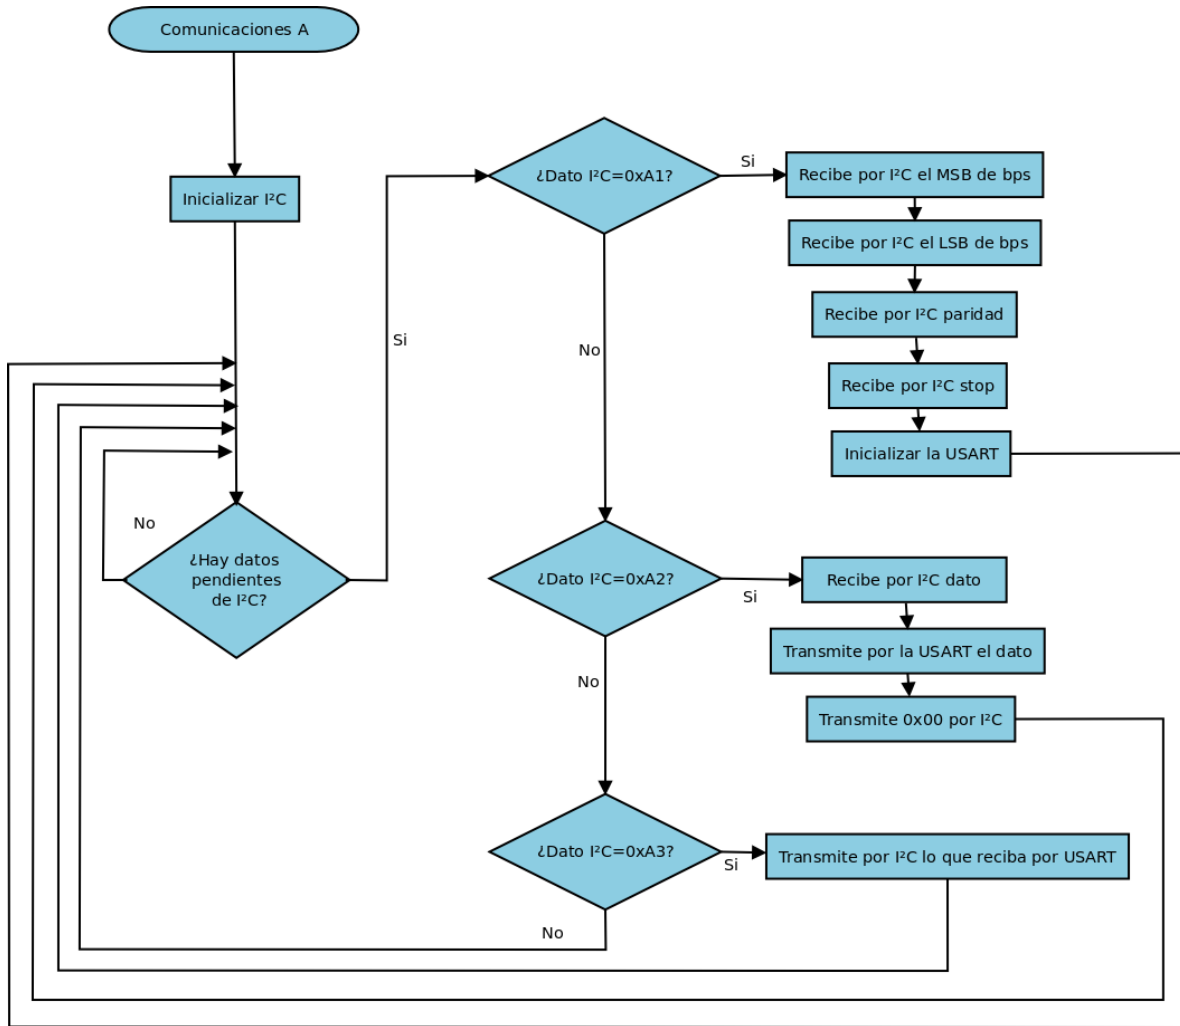 Comunicaciones A
Inicializar I²C
No
¿Hay datos
pendientes
de I²C?
Si
¿Dato I²C=0xA1?
Si
Recibe por I²C el MSB de bps
Recibe por I²C el LSB de bps
Recibe por I²C paridad
Recibe por I²C stop
Inicializar la USART
No
¿Dato I²C=0xA2?
Si
Recibe por I²C dato
Transmite por la USART el dato
Transmite 0x00 por I²C
No
¿Dato I²C=0xA3?
Si
Transmite por I²C lo que reciba por USART
No